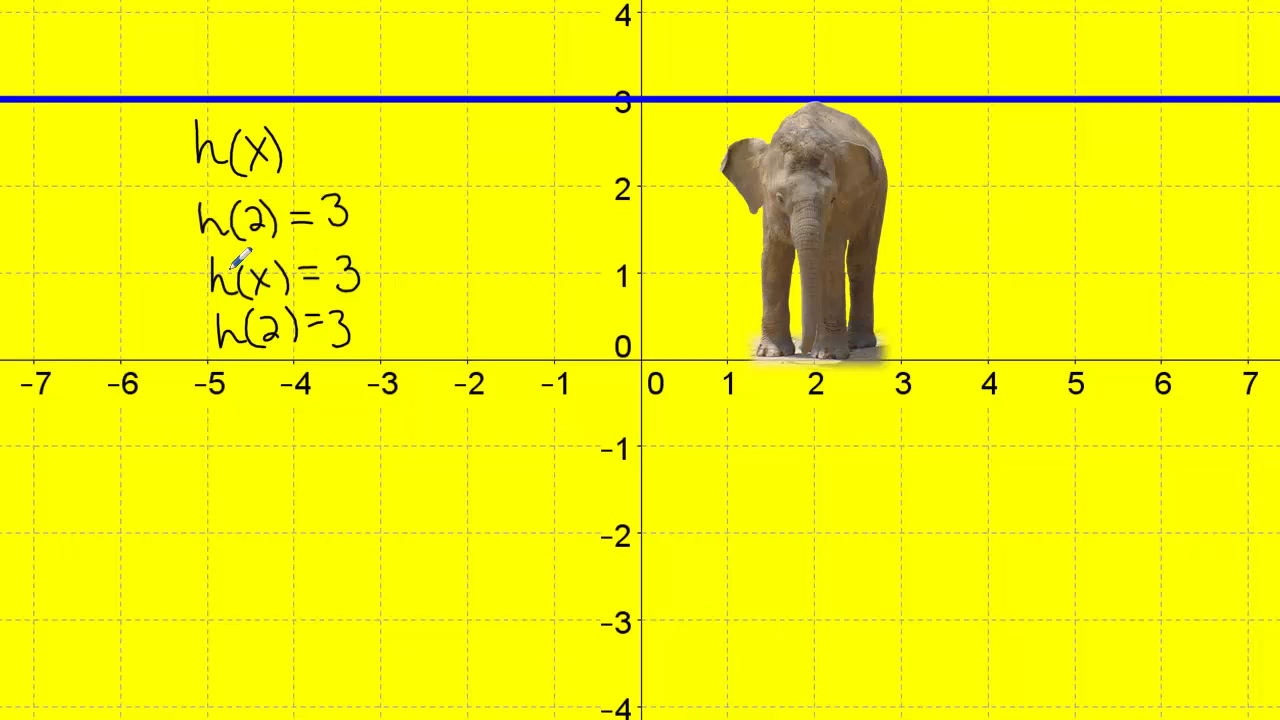 4
3
h(x)
2
h(2) = 3
1
h(x) = 3
h(2) = 3
0
-7 -6 -5 -4 -3 -2 -1 0 1 2 3 4 5 6 7
-1
-2
-3
-4